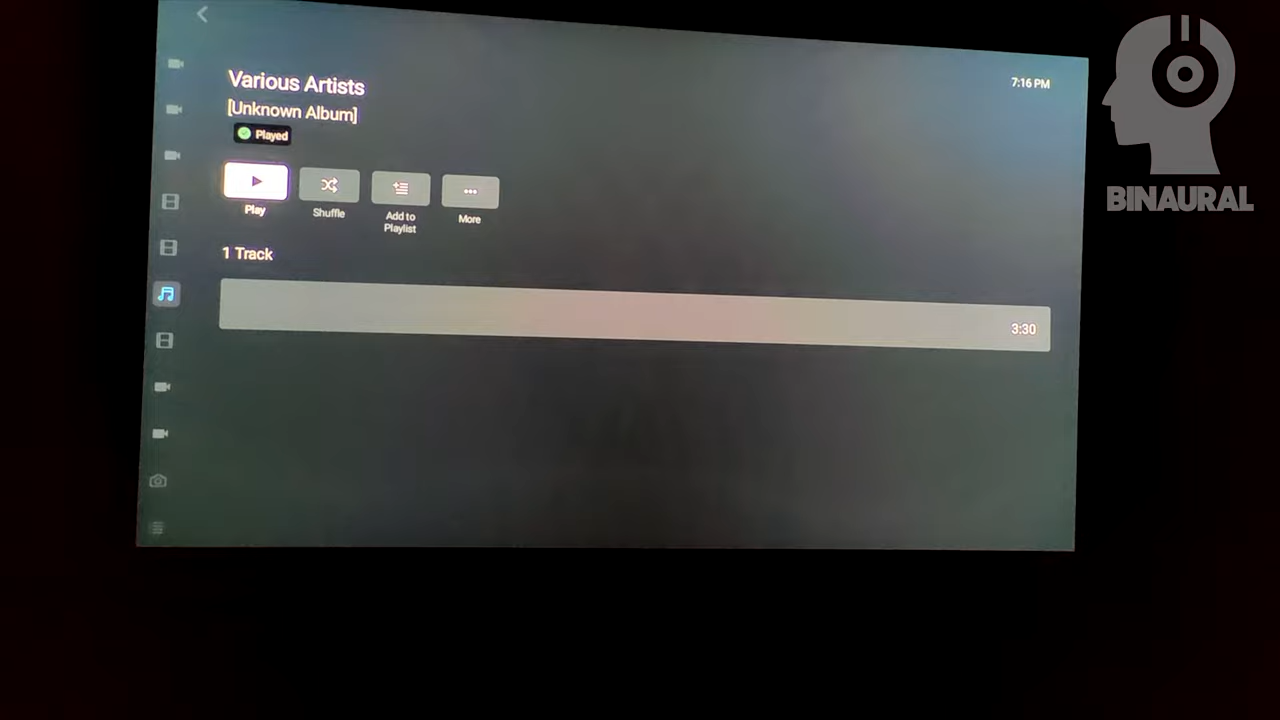 7:16 PM
Various Artists
[Unknown Album]
Played
Play
Shuffle
Add to
Playlist
More
1 Track
3:30
BINAURAL